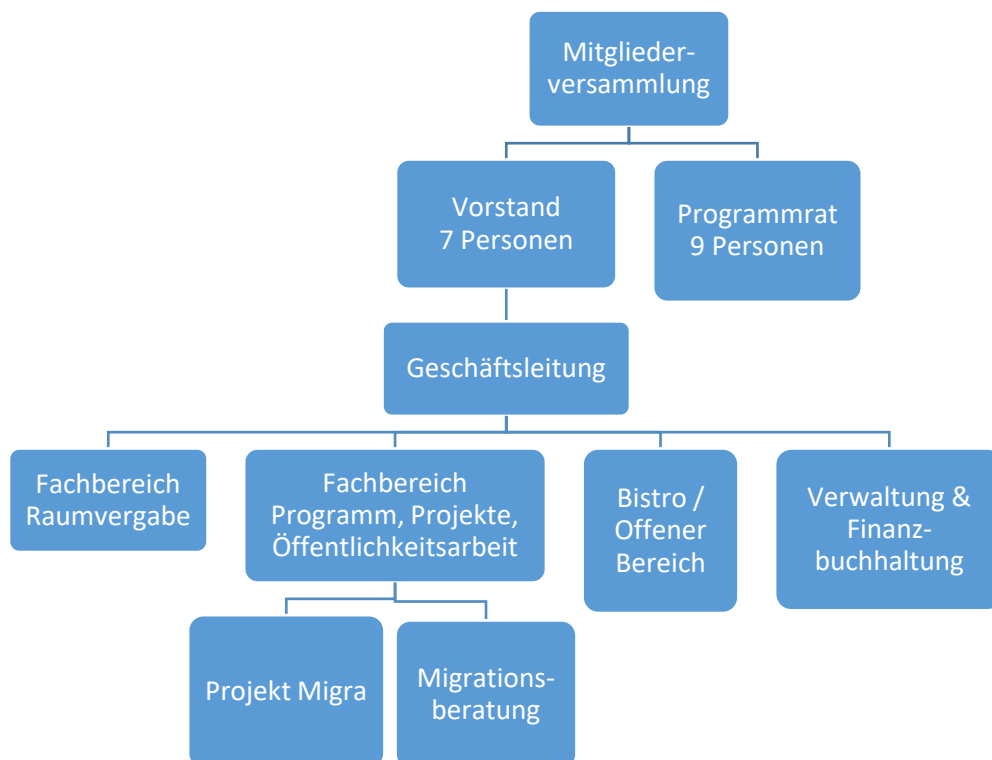 Mitglieder-
versammlung
Vorstand
7 Personen
Programmrat
9 Personen
Geschäftsleitung
Fachbereich
Raumvergabe
Fachbereich
Programm, Projekte,
Öffentlichkeitsarbeit
Bistro /
Offener
Bereich
Verwaltung &
Finanz-
buchhaltung
Projekt Migra
Migrations-
beratung